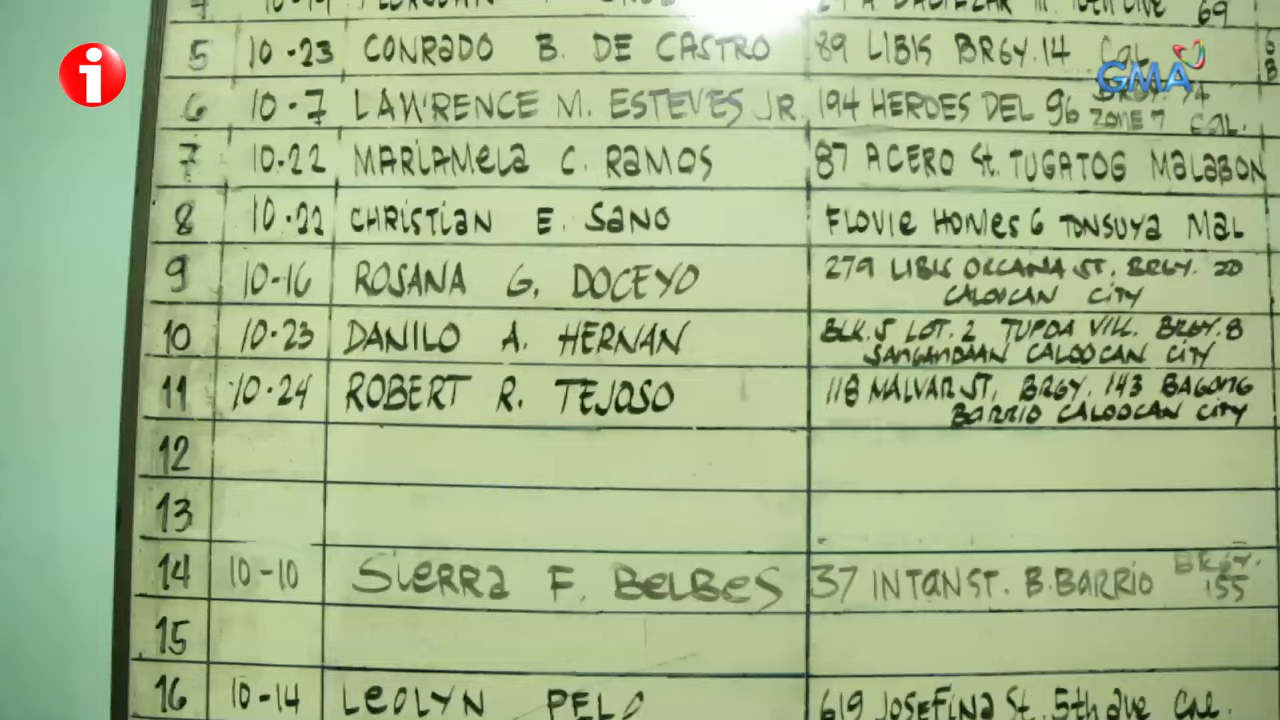 i
GMA
5 10-23 CONRADO B. DE CASTRO 89 LIBIS BRGY.14 CAL
6 10-7 LAWRENCE M. ESTEVES JR. 194 HEROES DEL 96 BRGY. 74
ZONE 7 CAL.
7 10-22 MARIAMELA C. RAMOS 87 ACERO St. TUGATOG MALABON
8 10-22 CHRISTIAN E. SANO FLOVIE HOMES 6 TONSUYA MAL
9 10-16 ROSANA G. DOCEYO 279 LIBIS ST. BRGY. 20
CALOOCAN CITY
10 10-23 DANILO A. HERNAN BLK.5 LOT.2 TUPDA VILL. BRGY.8
SANGANDAAN CALOOCAN CITY
11 10-24 ROBERT R. TEJOSO 118 MALVAR ST, BRGY. 143 BAGONG
BARRIO CALOOCAN CITY
12
13
14 10-10 SIERRA F. BELBES 37 INTAN ST. B.BARRIO BRGY.
155
15
16 10-14 LEOLYN PELO 619 JOSEFINA St. 5th ave CAL.